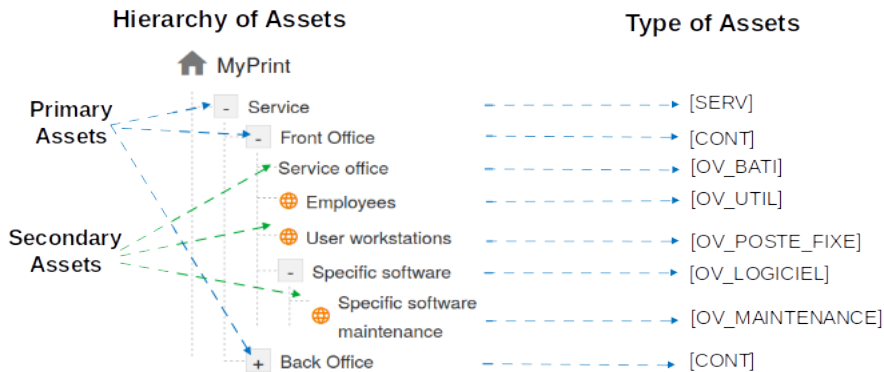 Hierarchy of Assets
Type of Assets
MyPrint
Primary
Assets
- Service
[SERV]
- Front Office
[CONT]
Service office
[OV_BATI]
Employees
[OV_UTIL]
Secondary
Assets
User workstations
[OV_POSTE_FIXE]
- Specific software
[OV_LOGICIEL]
Specific software
maintenance
[OV_MAINTENANCE]
+ Back Office
[CONT]